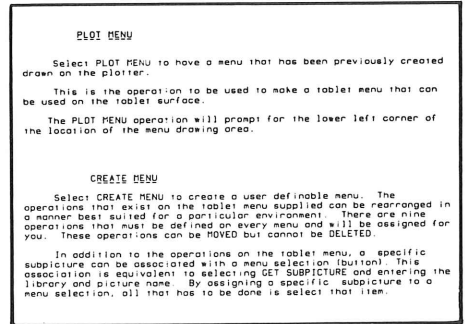 PLOT MENU
Select PLOT MENU to have a menu that has been previously created
drawn on the plotter.
This is the operation to be used to make a tablet menu that can
be used on the tablet surface.
The PLOT MENU operation will prompt for the lower left corner of
the location of the menu drawing area.
CREATE MENU
Select CREATE MENU to create a user definable menu. The
operations that exist on the tablet menu supplied can be rearranged in
a manner best suited for a particular environment. There are nine
operations that must be defined on every menu and will be assigned for
you. These operations can be MOVED but cannot be DELETED.
In addition to the operations on the tablet menu, a specific
subpicture can be associated with a menu selection (button). This
association is equivalent to selecting GET SUBPICTURE and entering the
library and picture name. By assigning a specific subpicture to a
menu selection, all that has to be done is select that item.